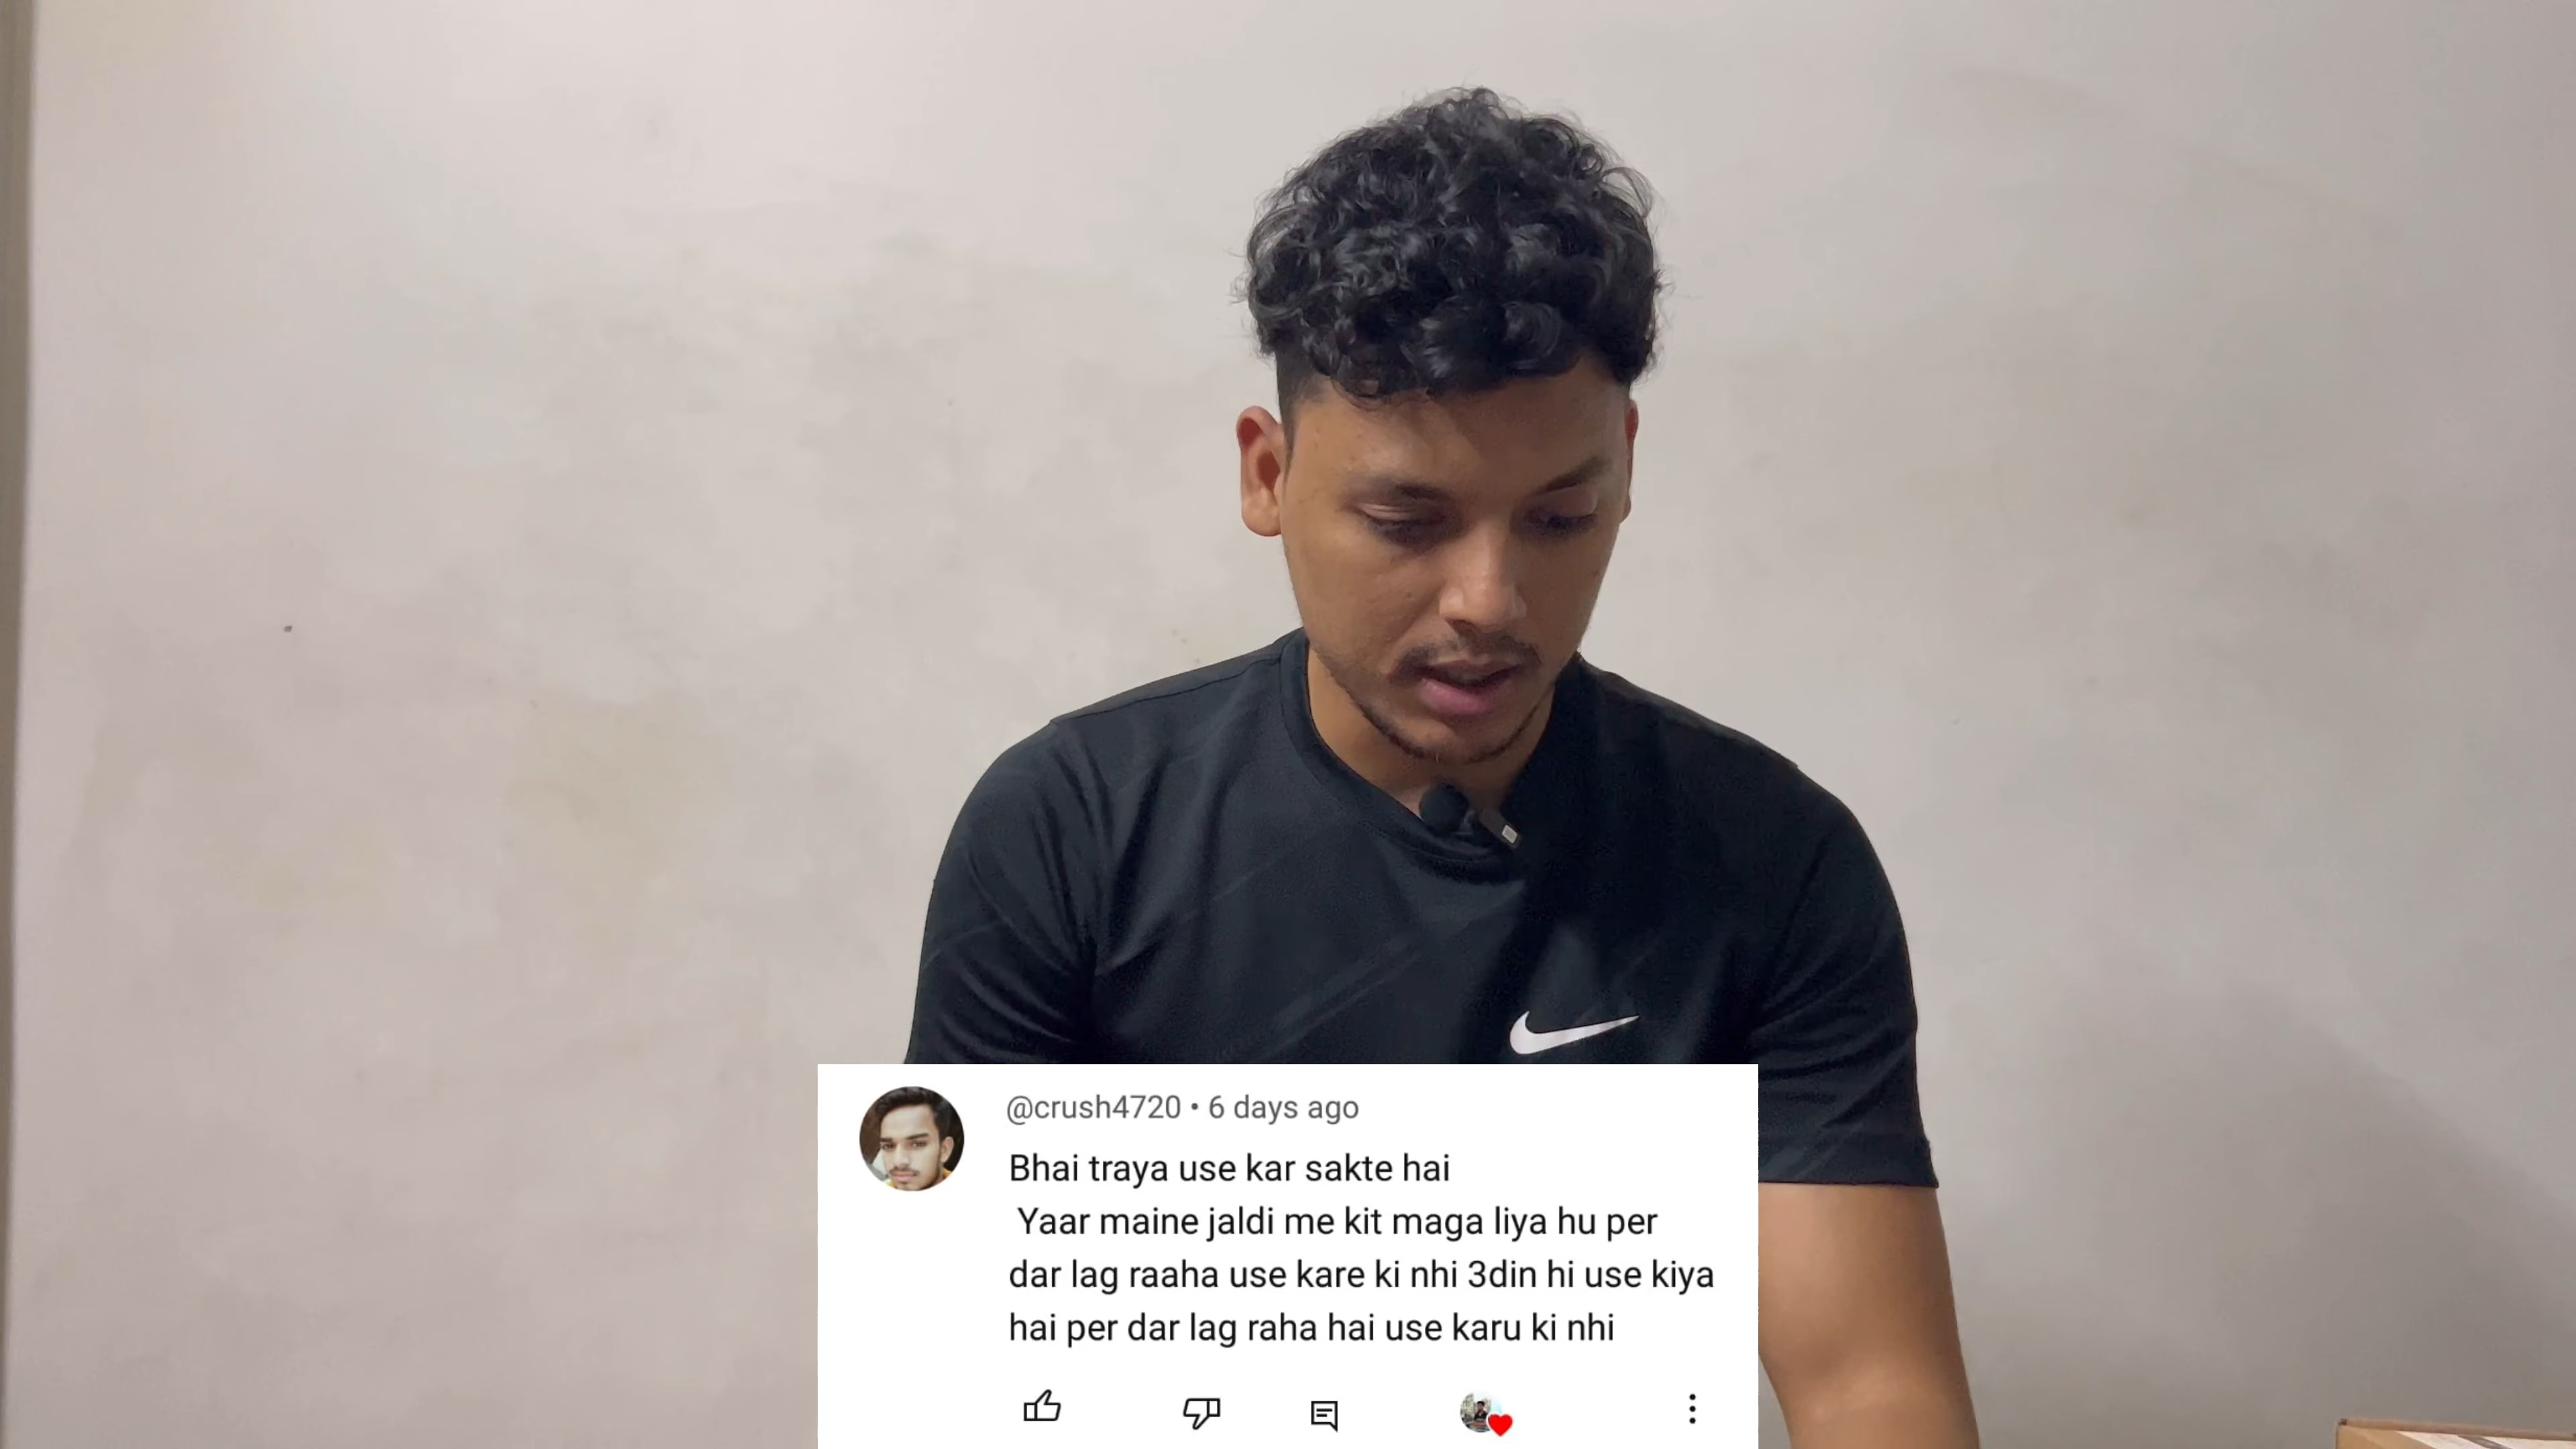 @crush4720 • 6 days ago
Bhai traya use kar sakte hai
Yaar maine jaldi me kit maga liya hu per
dar lag raaha use kare ki nhi 3din hi use kiya
hai per dar lag raha hai use karu ki nhi